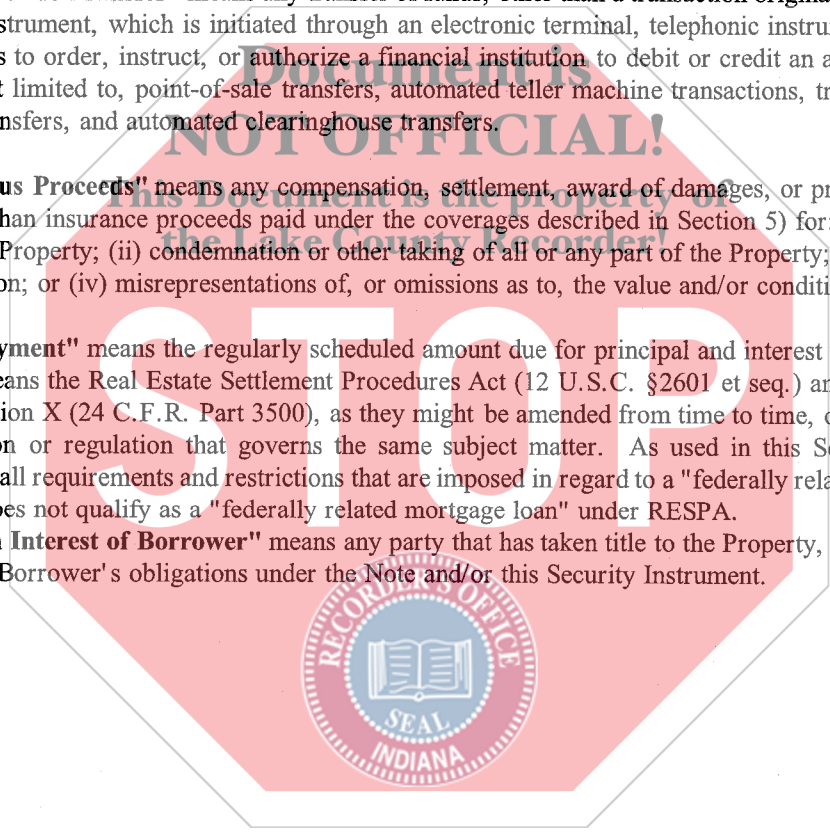 strument, which is initiated through an electronic terminal, telephonic instru
s to order, instruct, or authorize a financial institution to debit or credit an a
t limited to, point-of-sale transfers, automated teller machine transactions, tr
nsfers, and automated clearinghouse transfers.
us Proceeds" means any compensation, settlement, award of damages, or pr
han insurance proceeds paid under the coverages described in Section 5) for:
Property; (ii) condemnation or other taking of all or any part of the Property;
on; or (iv) misrepresentations of, or omissions as to, the value and/or conditi
yment" means the regularly scheduled amount due for principal and interest
eans the Real Estate Settlement Procedures Act (12 U.S.C. §2601 et seq.) an
ion X (24 C.F.R. Part 3500), as they might be amended from time to time, o
on or regulation that governs the same subject matter. As used in this Se
all requirements and restrictions that are imposed in regard to a "federally rela
oes not qualify as a "federally related mortgage loan" under RESPA.
n Interest of Borrower" means any party that has taken title to the Property,
Borrower's obligations under the Note and/or this Security Instrument.
Document is
NOT OFFICIAL!
This Document is the property of
the Lake County Recorder!
STOP
RECORDER'S OFFICE
SEAL
INDIANA